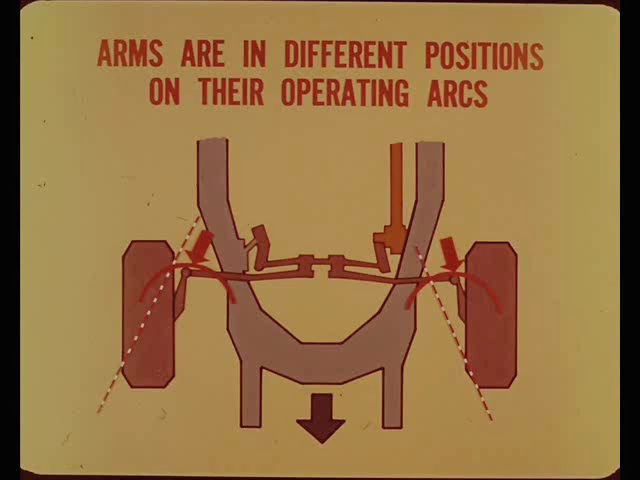 ARMS ARE IN DIFFERENT POSITIONS
ON THEIR OPERATING ARCS